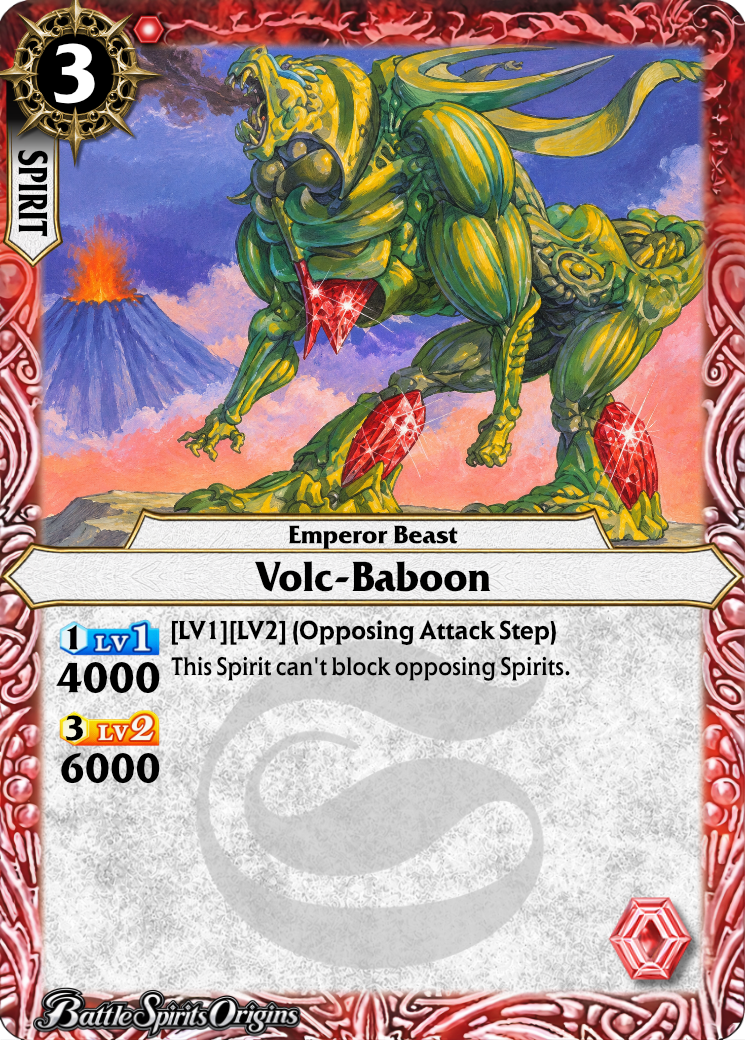 3
SPIRIT
Emperor Beast
Volc-Baboon
1 LV1
4000
[LV1][LV2] (Opposing Attack Step)
This Spirit can't block opposing Spirits.
3 LV2
6000
Battle Spirits Origins